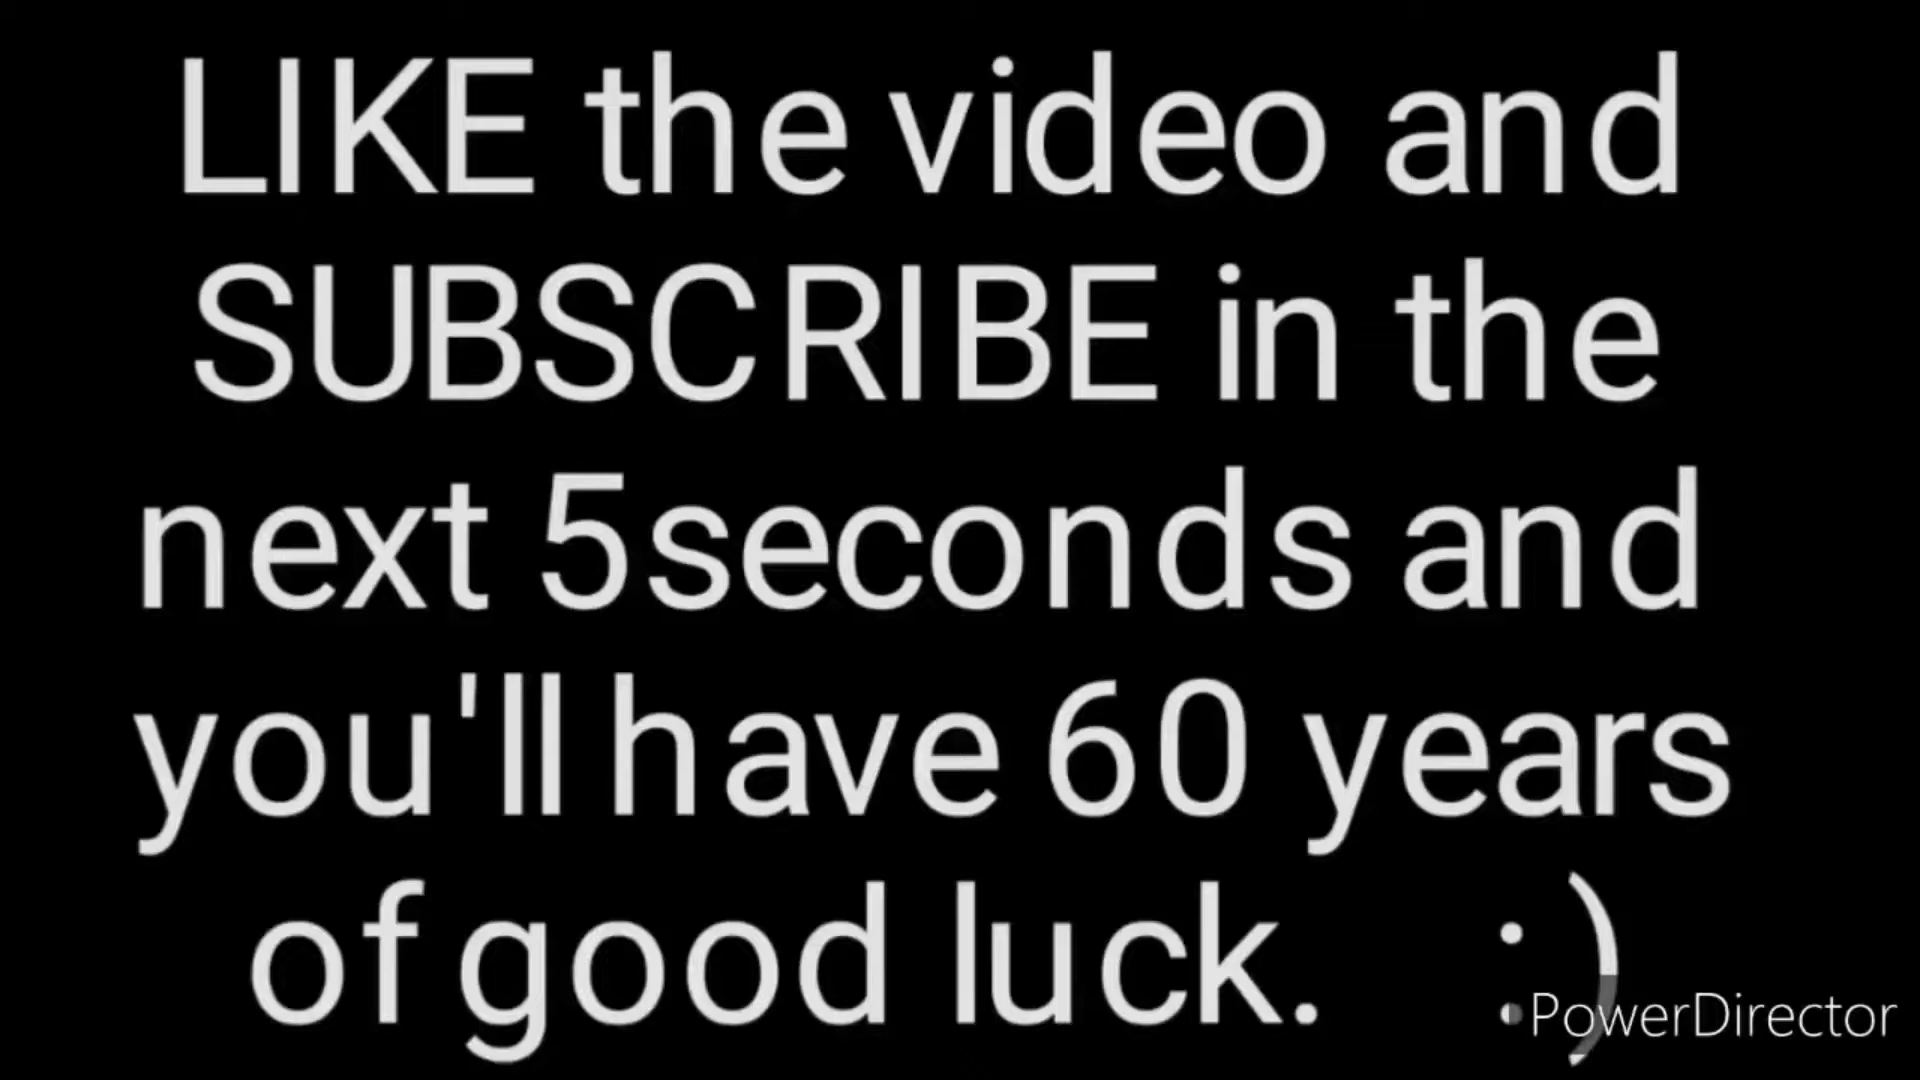 LIKE the video and
SUBSCRIBE in the
next 5seconds and
you'll have 60 years
of good luck. :)
PowerDirector